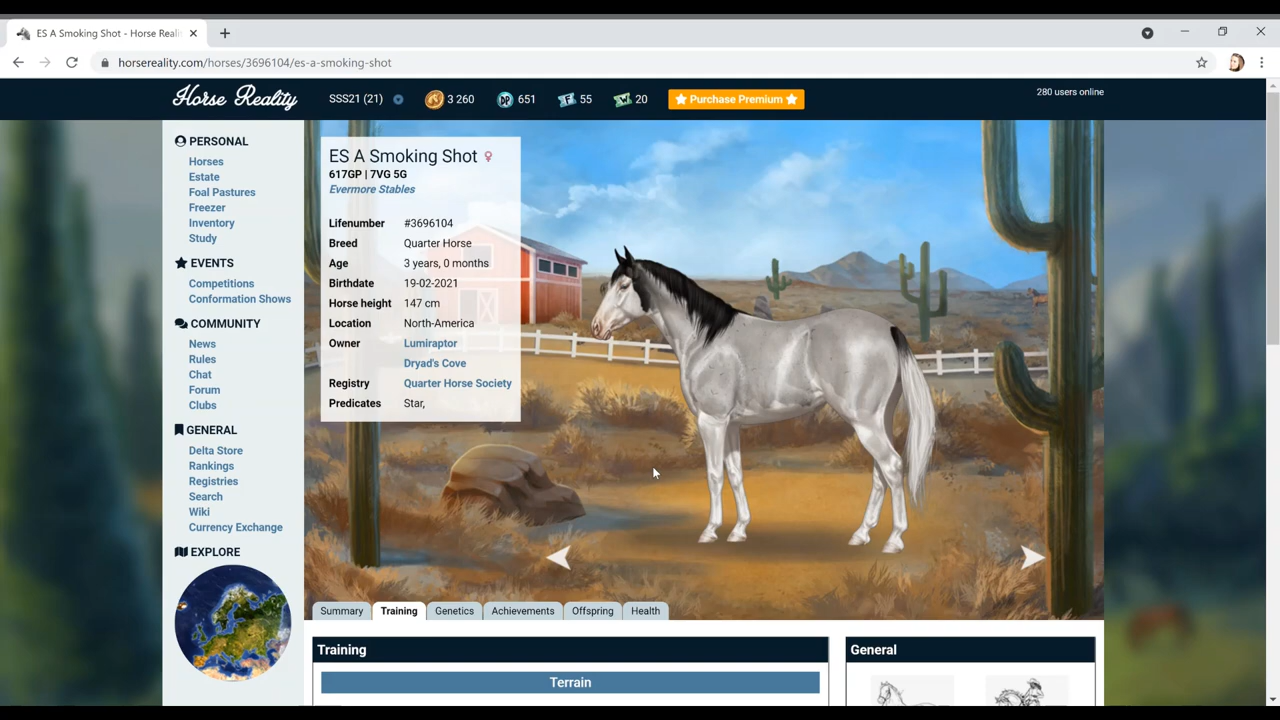 ES A Smoking Shot - Horse Reali
horsereality.com/horses/3696104/es-a-smoking-shot
Horse Reality
SSS21 (21)
3 260
DP
651
F
55
W
20
Purchase Premium
280 users online
PERSONAL
Horses
Estate
Foal Pastures
Freezer
Inventory
Study
EVENTS
Competitions
Conformation Shows
COMMUNITY
News
Rules
Chat
Forum
Clubs
GENERAL
Delta Store
Rankings
Registries
Search
Wiki
Currency Exchange
EXPLORE
ES A Smoking Shot ♀
617GP | 7VG 5G
Evermore Stables
Lifenumber #3696104
Breed Quarter Horse
Age 3 years, 0 months
Birthdate 19-02-2021
Horse height 147 cm
Location North-America
Owner Lumiraptor
Dryad's Cove
Registry Quarter Horse Society
Predicates Star,
Summary Training Genetics Achievements Offspring Health
Training
Terrain
General